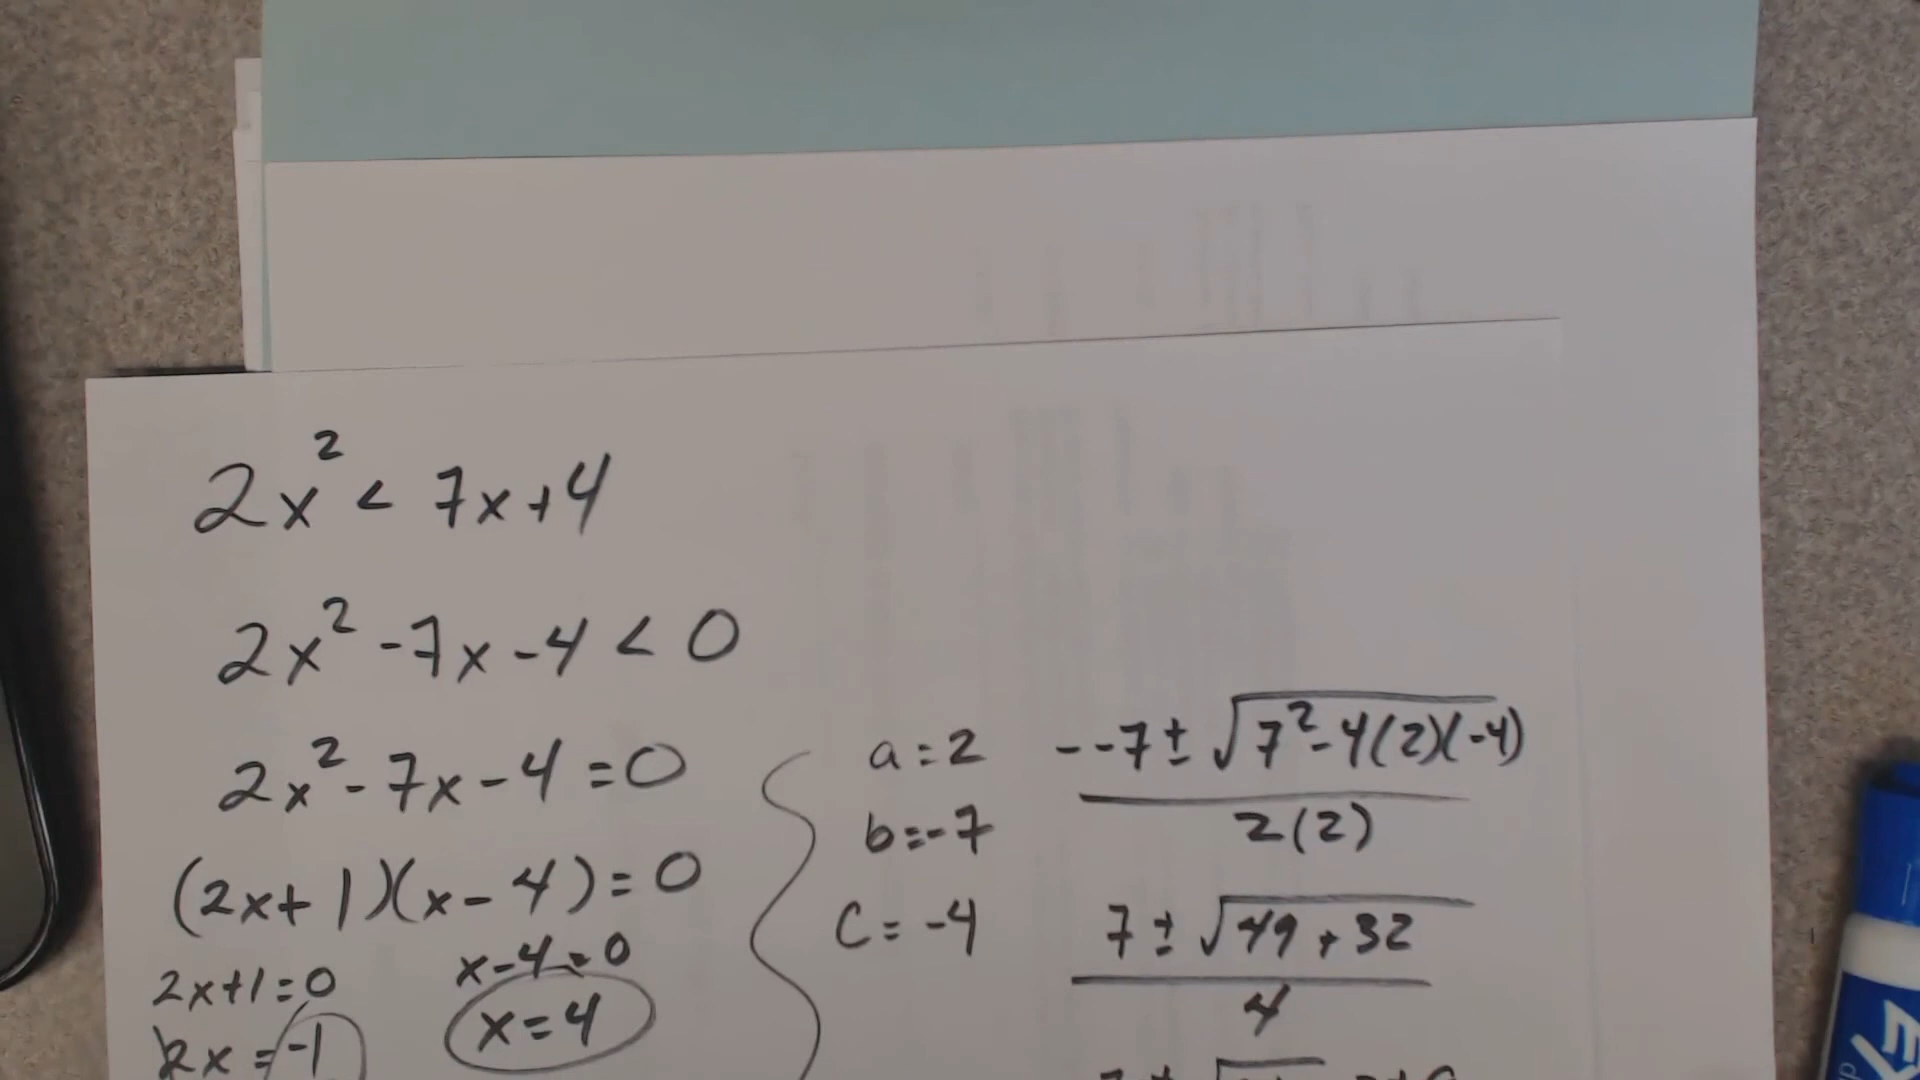 2x² < 7x+4
2x² -7x -4 < 0
2x² - 7x - 4 = 0
(2x+1)(x-4)=0
2x+1=0
2x = -1
x-4=0
x=4
a=2
b=-7
c=-4
--7 ± √7²-4(2)(-4)
2(2)
7 ± √49+32
4